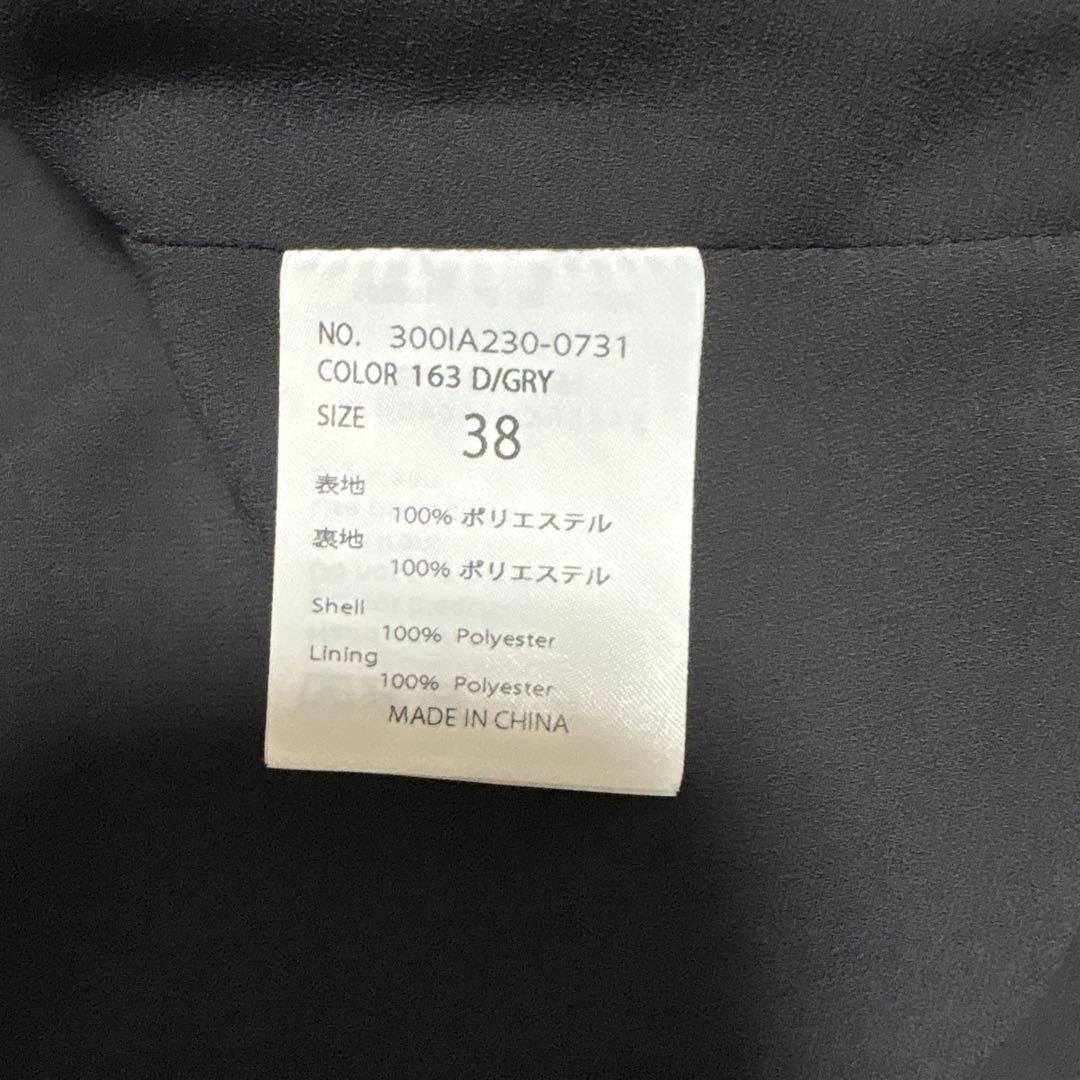 NO. 300IA230-0731
COLOR 163 D/GRY
SIZE 38
表地
100% ポリエステル
裏地
100% ポリエステル
Shell
100% Polyester
Lining
100% Polyester
MADE IN CHINA